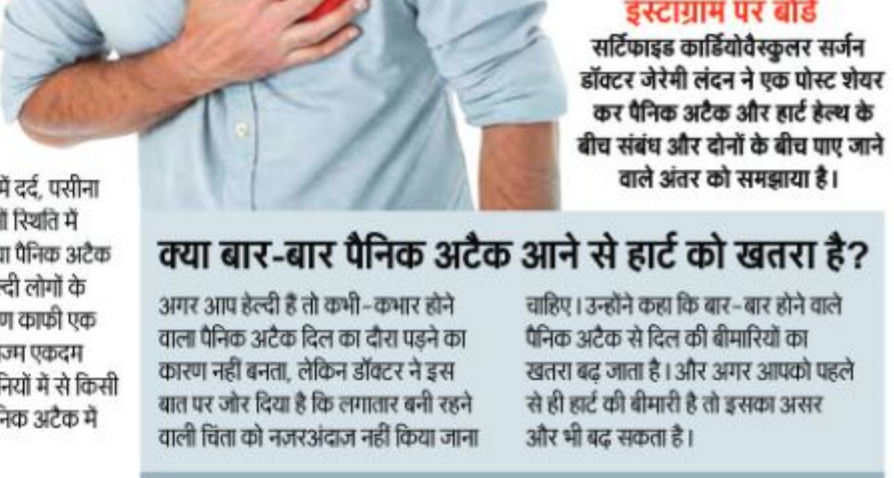 इंस्टाग्राम पर बोर्ड
सर्टिफाइड कार्डियोवैस्कुलर सर्जन
डॉक्टर जेरेमी लंदन ने एक पोस्ट शेयर
कर पैनिक अटैक और हार्ट हेल्थ के
बीच संबंध और दोनों के बीच पाए जाने
वाले अंतर को समझाया है।
में दर्द, पसीना
स्थिति में
पैनिक अटैक
लोगों के
काफी एक
एकदम
में से किसी
अटैक में
क्या बार-बार पैनिक अटैक आने से हार्ट को खतरा है?
अगर आप हेल्दी हैं तो कभी-कभार होने
वाला पैनिक अटैक दिल का दौरा पड़ने का
कारण नहीं बनता, लेकिन डॉक्टर ने इस
बात पर जोर दिया है कि लगातार बनी रहने
वाली चिंता को नजरअंदाज नहीं किया जाना
चाहिए। उन्होंने कहा कि बार-बार होने वाले
पैनिक अटैक से दिल की बीमारियों का
खतरा बढ़ जाता है। और अगर आपको पहले
से ही हार्ट की बीमारी है तो इसका असर
और भी बढ़ सकता है।